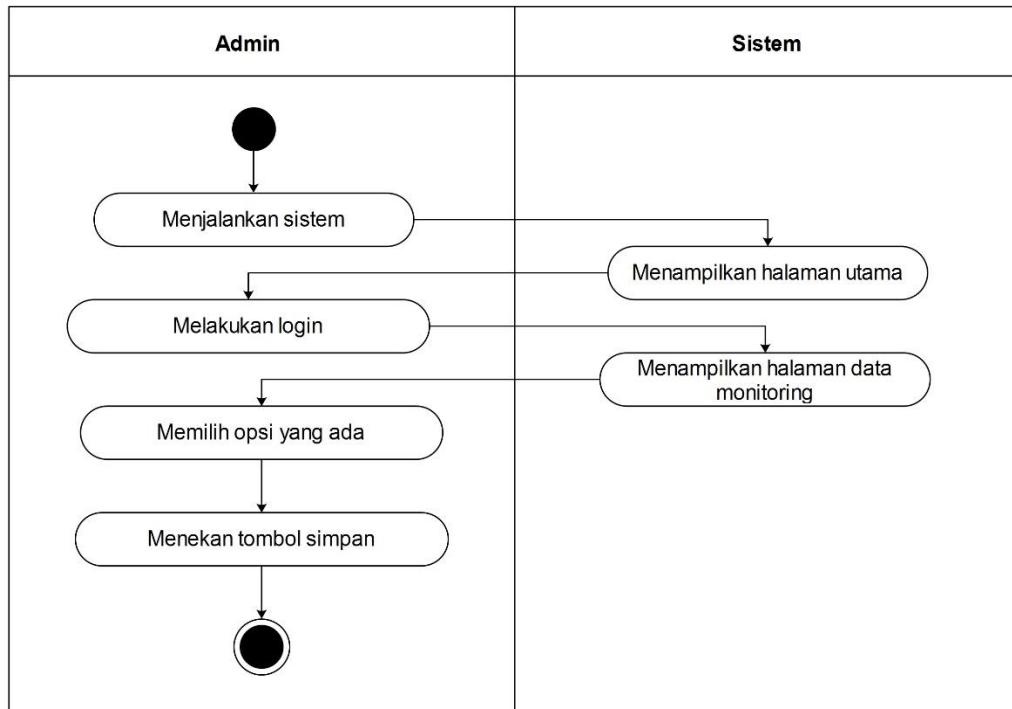 Admin
Sistem
Menjalankan sistem
Menampilkan halaman utama
Melakukan login
Menampilkan halaman data
monitoring
Memilih opsi yang ada
Menekan tombol simpan